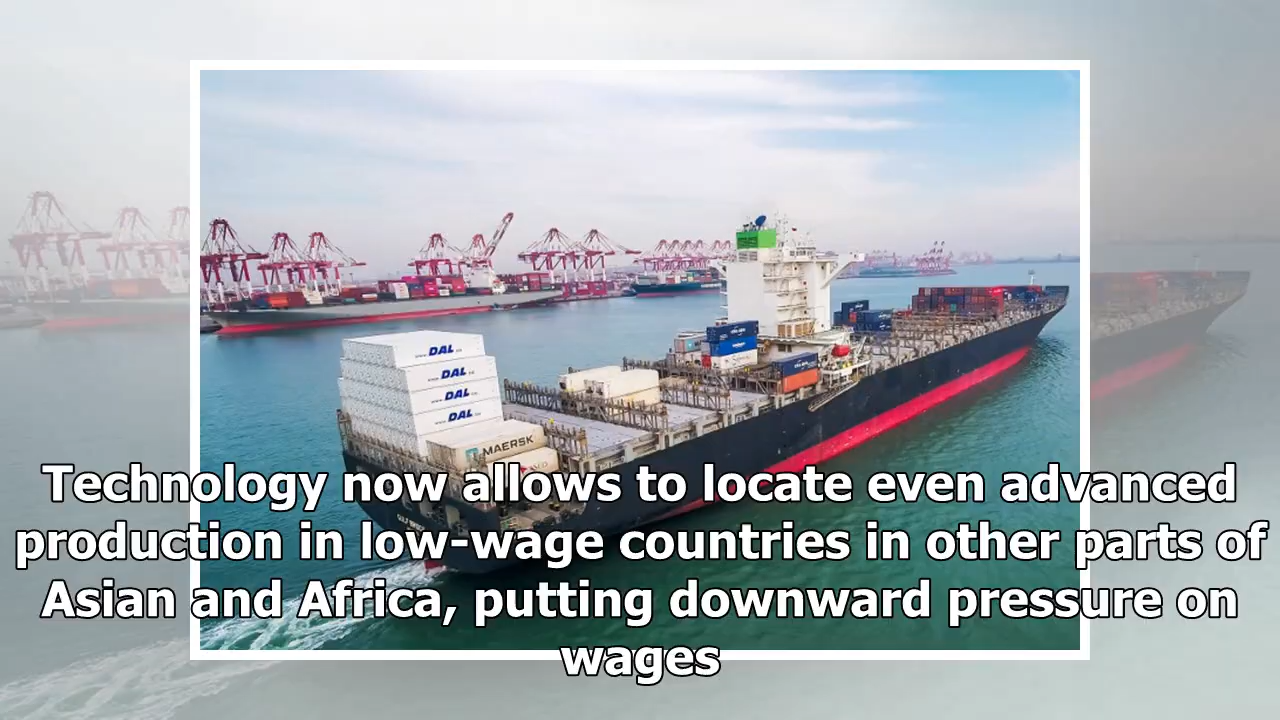 DAL
DAL
DAL
DAL
MAERSK
Technology now allows to locate even advanced
production in low-wage countries in other parts of
Asian and Africa, putting downward pressure on
wages